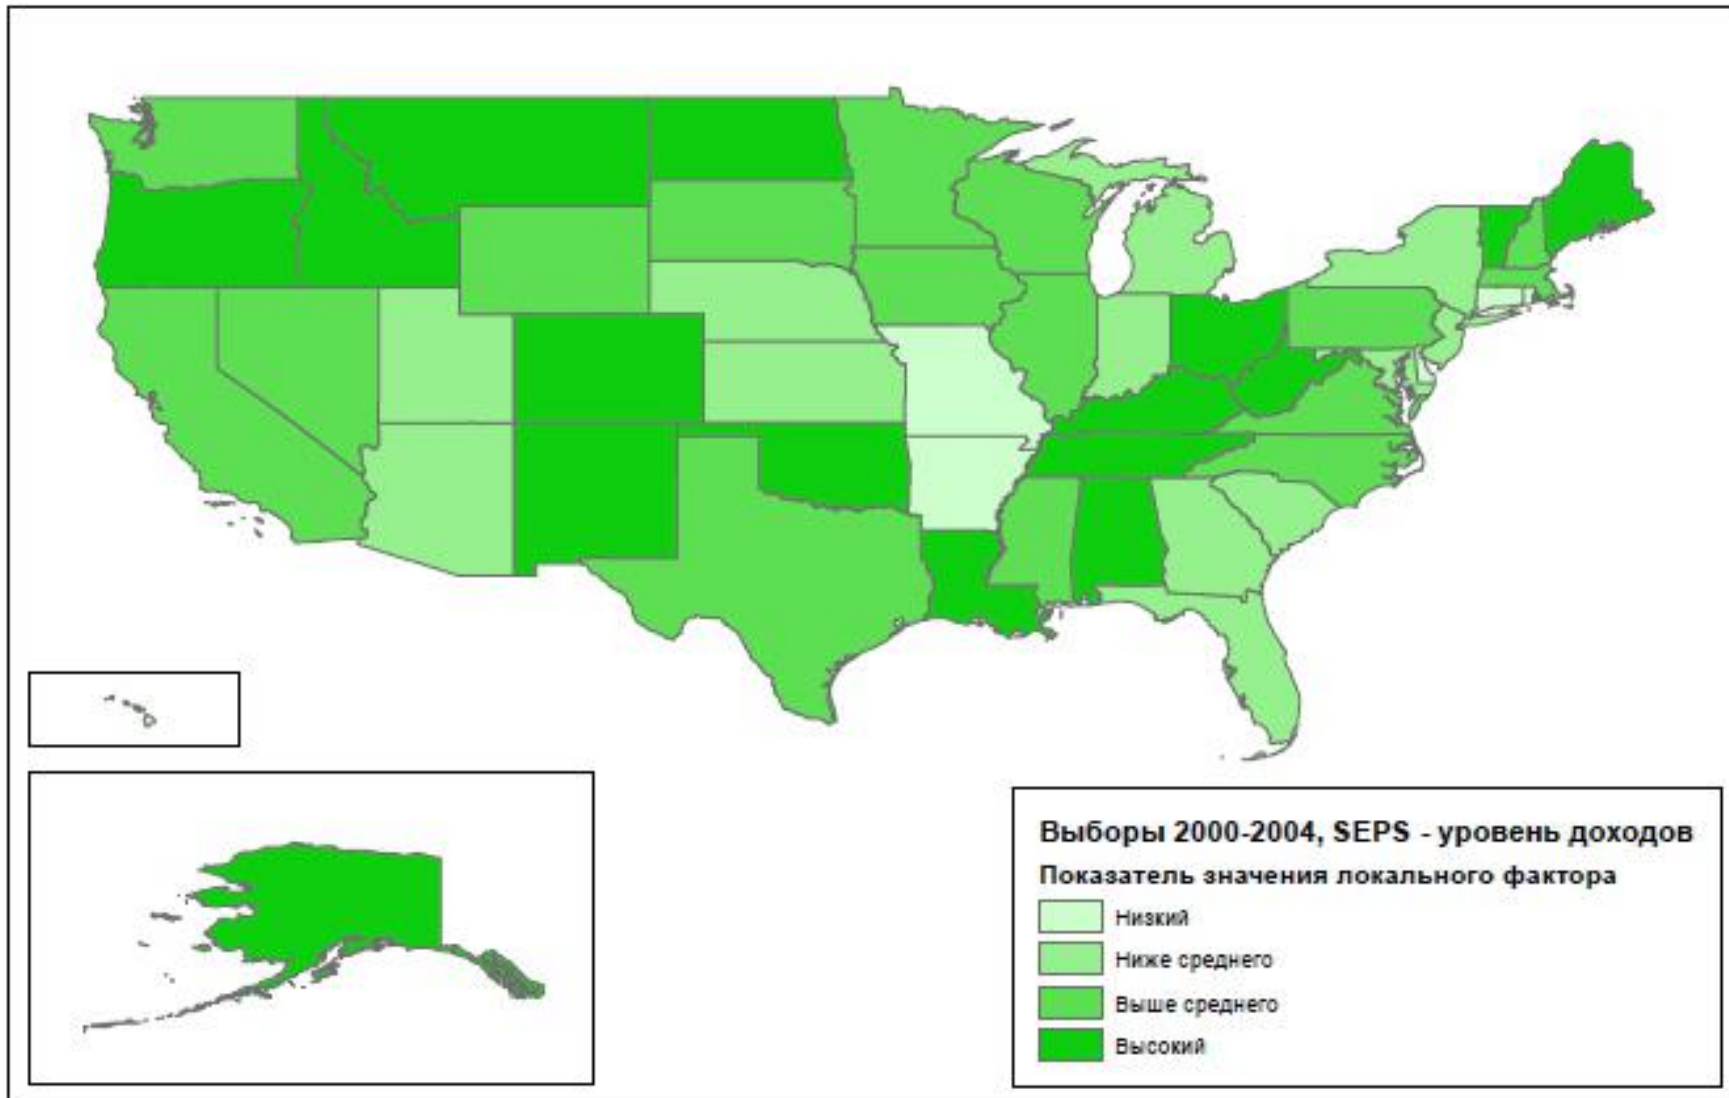 Выборы 2000-2004, SEPS - уровень доходов
Показатель значения локального фактора
Низкий
Ниже среднего
Выше среднего
Высокий